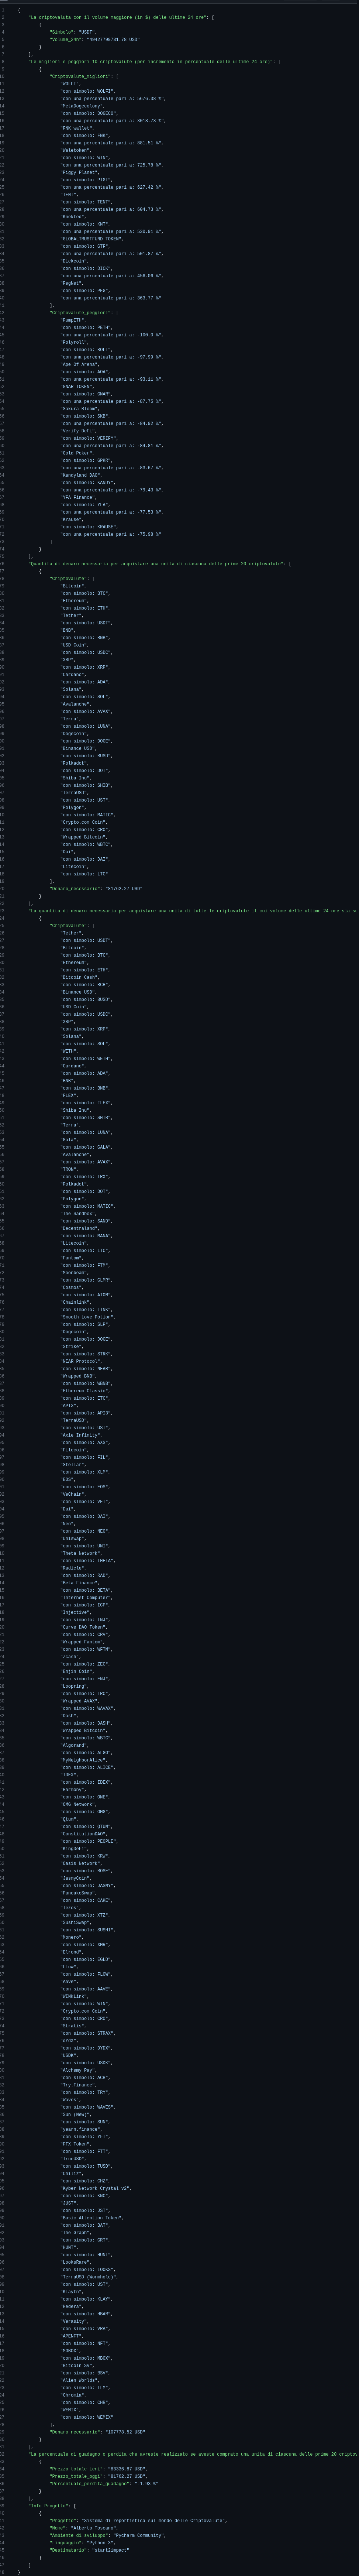 {
"La criptovaluta con il volume maggiore (in $) delle ultime 24 ore": [
{
"Simbolo": "USDT",
"Volume_24h": "49427790731.78 USD"
}
],
"Le migliori e peggiori 10 criptovalute (per incremento in percentuale delle ultime 24 ore)": [
{
"Criptovalute_migliori": [
"WOLFI",
"con simbolo: WOLFI",
"con una percentuale pari a: 5076.38 %",
"MetaDogecolony",
"con simbolo: DOGECO",
"con una percentuale pari a: 3018.73 %",
"FNK wallet",
"con simbolo: FNK",
"con una percentuale pari a: 881.51 %",
"Waletoken",
"con simbolo: WTN",
"con una percentuale pari a: 725.78 %",
"Piggy Planet",
"con simbolo: PIGI",
"con una percentuale pari a: 627.42 %",
"TENT",
"con simbolo: TENT",
"con una percentuale pari a: 604.73 %",
"Knekted",
"con simbolo: KNT",
"con una percentuale pari a: 530.91 %",
"GLOBALTRUSTFUND TOKEN",
"con simbolo: GTF",
"con una percentuale pari a: 501.87 %",
"Dickcoin",
"con simbolo: DICK",
"con una percentuale pari a: 456.86 %",
"PegNet",
"con simbolo: PEG",
"con una percentuale pari a: 363.77 %"
],
"Criptovalute_peggiori": [
"PumpETH",
"con simbolo: PETH",
"con una percentuale pari a: -100.0 %",
"Polyroll",
"con simbolo: ROLL",
"con una percentuale pari a: -97.99 %",
"Ape Of Arena",
"con simbolo: AOA",
"con una percentuale pari a: -93.11 %",
"GNAR TOKEN",
"con simbolo: GNAR",
"con una percentuale pari a: -87.75 %",
"Sakura Bloom",
"con simbolo: SKB",
"con una percentuale pari a: -84.92 %",
"Verify DeFi",
"con simbolo: VERIFY",
"con una percentuale pari a: -84.01 %",
"Gold Poker",
"con simbolo: GPKR",
"con una percentuale pari a: -83.67 %",
"Kandyland DAO",
"con simbolo: KANDY",
"con una percentuale pari a: -79.43 %",
"YFA Finance",
"con simbolo: YFA",
"con una percentuale pari a: -77.53 %",
"Krause",
"con simbolo: KRAUSE",
"con una percentuale pari a: -75.88 %"
]
}
],
"Quantita di denaro necessaria per acquistare una unita di ciascuna delle prime 20 criptovalute": [
{
"Criptovalute": [
"Bitcoin",
"con simbolo: BTC",
"Ethereum",
"con simbolo: ETH",
"Tether",
"con simbolo: USDT",
"BNB",
"con simbolo: BNB",
"USD Coin",
"con simbolo: USDC",
"XRP",
"con simbolo: XRP",
"Cardano",
"con simbolo: ADA",
"Solana",
"con simbolo: SOL",
"Avalanche",
"con simbolo: AVAX",
"Terra",
"con simbolo: LUNA",
"Dogecoin",
"con simbolo: DOGE",
"Binance USD",
"con simbolo: BUSD",
"Polkadot",
"con simbolo: DOT",
"Shiba Inu",
"con simbolo: SHIB",
"TerraUSD",
"con simbolo: UST",
"Polygon",
"con simbolo: MATIC",
"Crypto.com Coin",
"con simbolo: CRO",
"Wrapped Bitcoin",
"con simbolo: WBTC",
"Dai",
"con simbolo: DAI",
"Litecoin",
"con simbolo: LTC"
],
"Denaro_necessario": "81762.27 USD"
}
],
"La quantita di denaro necessaria per acquistare una unita di tutte le criptovalute il cui volume delle ultime 24 ore sia
{
"Criptovalute": [
"Tether",
"con simbolo: USDT",
"Bitcoin",
"con simbolo: BTC",
"Ethereum",
"con simbolo: ETH",
"Bitcoin Cash",
"con simbolo: BCH",
"Binance USD",
"con simbolo: BUSD",
"USD Coin",
"con simbolo: USDC",
"XRP",
"con simbolo: XRP",
"Solana",
"con simbolo: SOL",
"WETH",
"con simbolo: WETH",
"Cardano",
"con simbolo: ADA",
"BNB",
"con simbolo: BNB",
"FLEX",
"con simbolo: FLEX",
"Shiba Inu",
"con simbolo: SHIB",
"Terra",
"con simbolo: LUNA",
"Gala",
"con simbolo: GALA",
"Avalanche",
"con simbolo: AVAX",
"TRON",
"con simbolo: TRX",
"Polkadot",
"con simbolo: DOT",
"Polygon",
"con simbolo: MATIC",
"The Sandbox",
"con simbolo: SAND",
"Decentraland",
"con simbolo: MANA",
"Litecoin",
"con simbolo: LTC",
"Fantom",
"con simbolo: FTM",
"Moonbeam",
"con simbolo: GLMR",
"Cosmos",
"con simbolo: ATOM",
"Chainlink",
"con simbolo: LINK",
"Smooth Love Potion",
"con simbolo: SLP",
"Dogecoin",
"con simbolo: DOGE",
"Strike",
"con simbolo: STRK",
"NEAR Protocol",
"con simbolo: NEAR",
"Wrapped BNB",
"con simbolo: WBNB",
"Ethereum Classic",
"con simbolo: ETC",
"API3",
"con simbolo: API3",
"TerraUSD",
"con simbolo: UST",
"Axie Infinity",
"con simbolo: AXS",
"Filecoin",
"con simbolo: FIL",
"Stellar",
"con simbolo: XLM",
"EOS",
"con simbolo: EOS",
"VeChain",
"con simbolo: VET",
"Dai",
"con simbolo: DAI",
"Neo",
"con simbolo: NEO",
"Uniswap",
"con simbolo: UNI",
"Theta Network",
"con simbolo: THETA",
"Radicle",
"con simbolo: RAD",
"Beta Finance",
"con simbolo: BETA",
"Internet Computer",
"con simbolo: ICP",
"Injective",
"con simbolo: INJ",
"Curve DAO Token",
"con simbolo: CRV",
"Wrapped Fantom",
"con simbolo: WFTM",
"Zcash",
"con simbolo: ZEC",
"Enjin Coin",
"con simbolo: ENJ",
"Loopring",
"con simbolo: LRC",
"Wrapped AVAX",
"con simbolo: WAVAX",
"Dash",
"con simbolo: DASH",
"Wrapped Bitcoin",
"con simbolo: WBTC",
"Algorand",
"con simbolo: ALGO",
"MyNeighborAlice",
"con simbolo: ALICE",
"IDEX",
"con simbolo: IDEX",
"Harmony",
"con simbolo: ONE",
"OMG Network",
"con simbolo: OMG",
"Qtum",
"con simbolo: QTUM",
"ConstitutionDAO",
"con simbolo: PEOPLE",
"KingDeFi",
"con simbolo: KRW",
"Oasis Network",
"con simbolo: ROSE",
"JasmyCoin",
"con simbolo: JASMY",
"PancakeSwap",
"con simbolo: CAKE",
"Tezos",
"con simbolo: XTZ",
"SushiSwap",
"con simbolo: SUSHI",
"Monero",
"con simbolo: XMR",
"Elrond",
"con simbolo: EGLD",
"Flow",
"con simbolo: FLOW",
"Aave",
"con simbolo: AAVE",
"WINkLink",
"con simbolo: WIN",
"Crypto.com Coin",
"con simbolo: CRO",
"Stratis",
"con simbolo: STRAX",
"dYdX",
"con simbolo: DYDX",
"USDK",
"con simbolo: USDK",
"Alchemy Pay",
"con simbolo: ACH",
"Try.Finance",
"con simbolo: TRY",
"Waves",
"con simbolo: WAVES",
"Sun (New)",
"con simbolo: SUN",
"yearn.finance",
"con simbolo: YFI",
"FTX Token",
"con simbolo: FTT",
"TrueUSD",
"con simbolo: TUSD",
"Chiliz",
"con simbolo: CHZ",
"Kyber Network Crystal v2",
"con simbolo: KNC",
"JUST",
"con simbolo: JST",
"Basic Attention Token",
"con simbolo: BAT",
"The Graph",
"con simbolo: GRT",
"HUNT",
"con simbolo: HUNT",
"LooksRare",
"con simbolo: LOOKS",
"TerraUSD (Wormhole)",
"con simbolo: UST",
"Klaytn",
"con simbolo: KLAY",
"Hedera",
"con simbolo: HBAR",
"Verasity",
"con simbolo: VRA",
"APENFT",
"con simbolo: NFT",
"MOBOX",
"con simbolo: MBOX",
"Bitcoin SV",
"con simbolo: BSV",
"Alien Worlds",
"con simbolo: TLM",
"Chromia",
"con simbolo: CHR",
"WEMIX",
"con simbolo: WEMIX"
],
"Denaro_necessario": "107778.52 USD"
}
],
"La percentuale di guadagno o perdita che avreste realizzato se aveste comprato una unita di ciascuna delle prime 20 criptov
{
"Prezzo_totale_ieri": "83336.87 USD",
"Prezzo_totale_oggi": "81762.27 USD",
"Percentuale_perdita_guadagno": "-1.93 %"
}
],
"Info_Progetto": [
{
"Progetto": "Sistema di reportistica sul mondo delle Criptovalute",
"Nome": "Alberto Toscano",
"Ambiente di sviluppo": "Pycharm Community",
"Linguaggio": "Python 3",
"Destinatario": "start2impact"
}
]
}